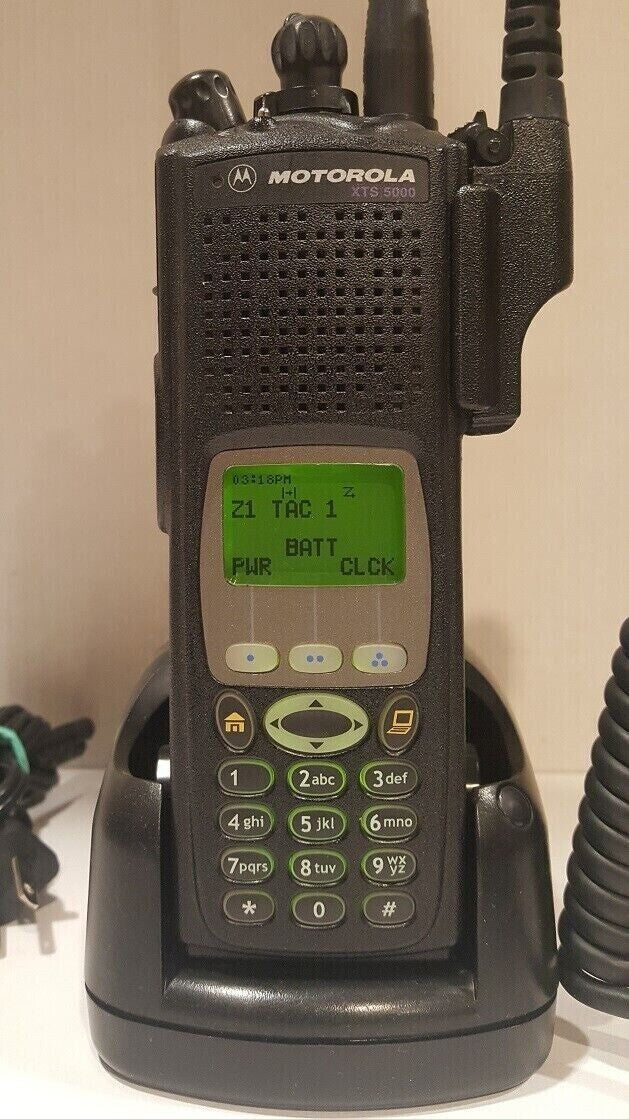 MOTOROLA
XTS 5000
03:18PM
Z1 TAC 1
BATT
PWR CLCK
1 2abc 3def
4ghi 5jkl 6mno
7pqrs 8tuv 9wxyz
* 0 #